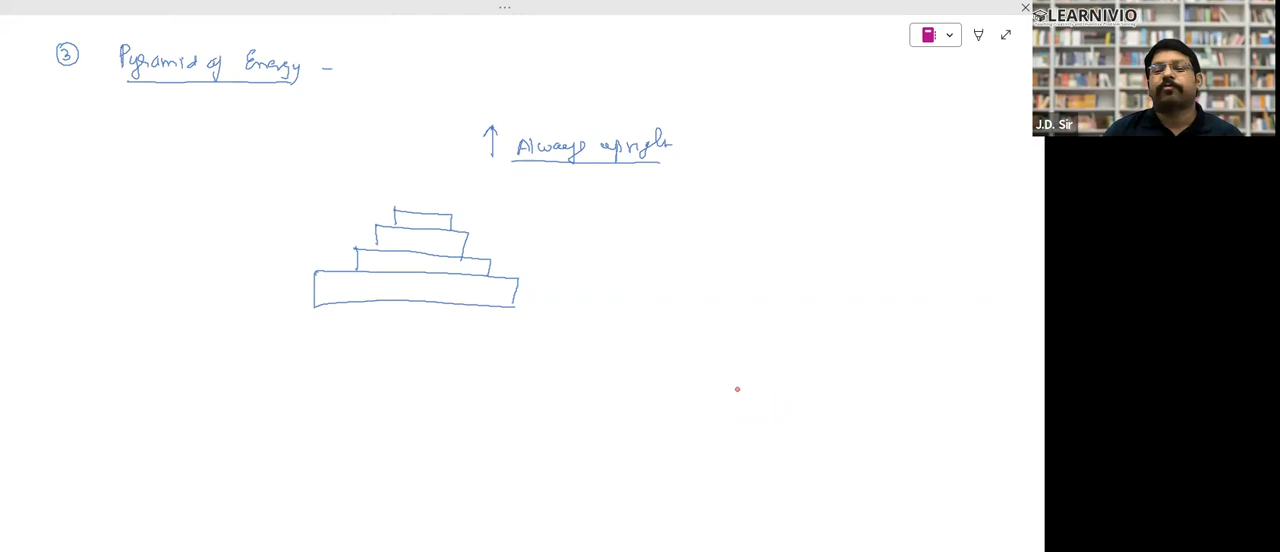 ③ Pyramid of Energy -
↑ Always upright
LEARNIVIO
J.D. Sir